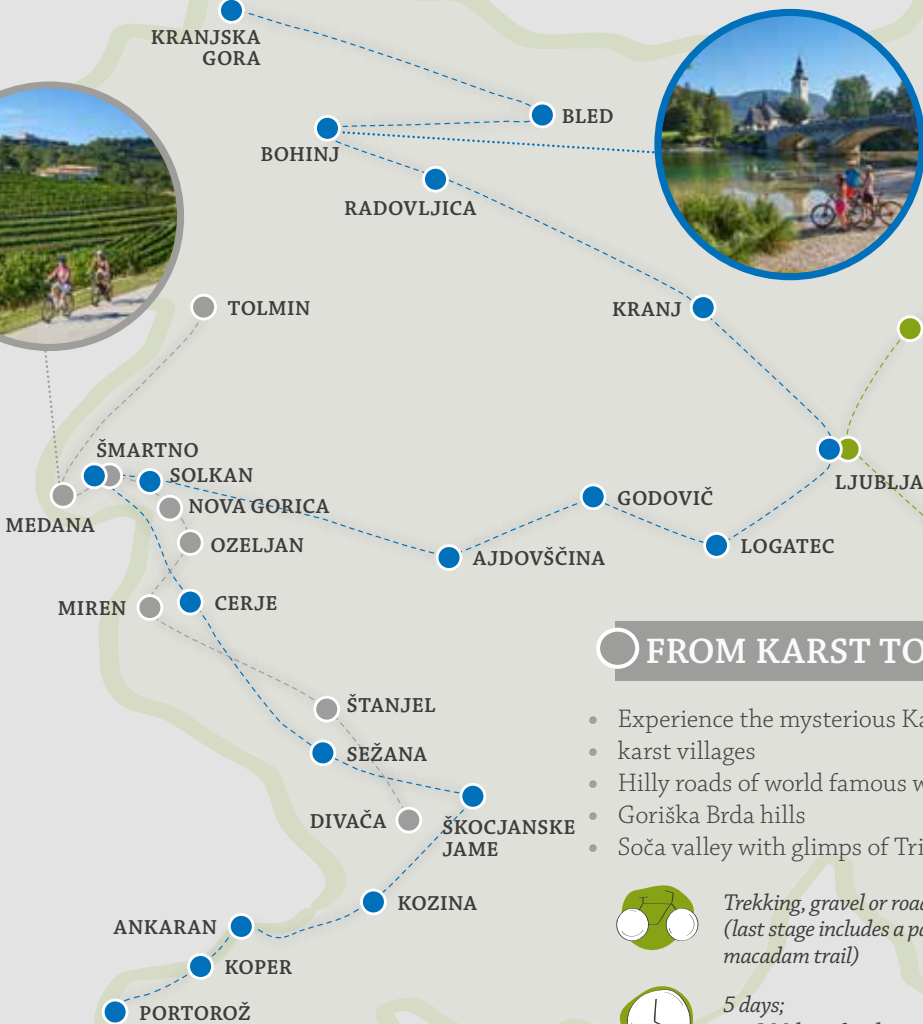 KRANJSKA
GORA
BLED
BOHINJ
RADOVLJICA
TOLMIN
KRANJ
ŠMARTNO
SOLKAN
LJUBLJA
MEDANA
NOVA GORICA
GODOVIČ
OZELJAN
LOGATEC
AJDOVŠČINA
MIREN
CERJE
FROM KARST TO
ŠTANJEL
• Experience the mysterious Ka
SEŽANA
• karst villages
• Hilly roads of world famous w
DIVAČA
ŠKOCJANSKE
JAME
• Goriška Brda hills
• Soča valley with glimps of Tri
KOZINA
Trekking, gravel or roa
(last stage includes a pa
macadam trail)
ANKARAN
KOPER
PORTOROŽ
5 days;